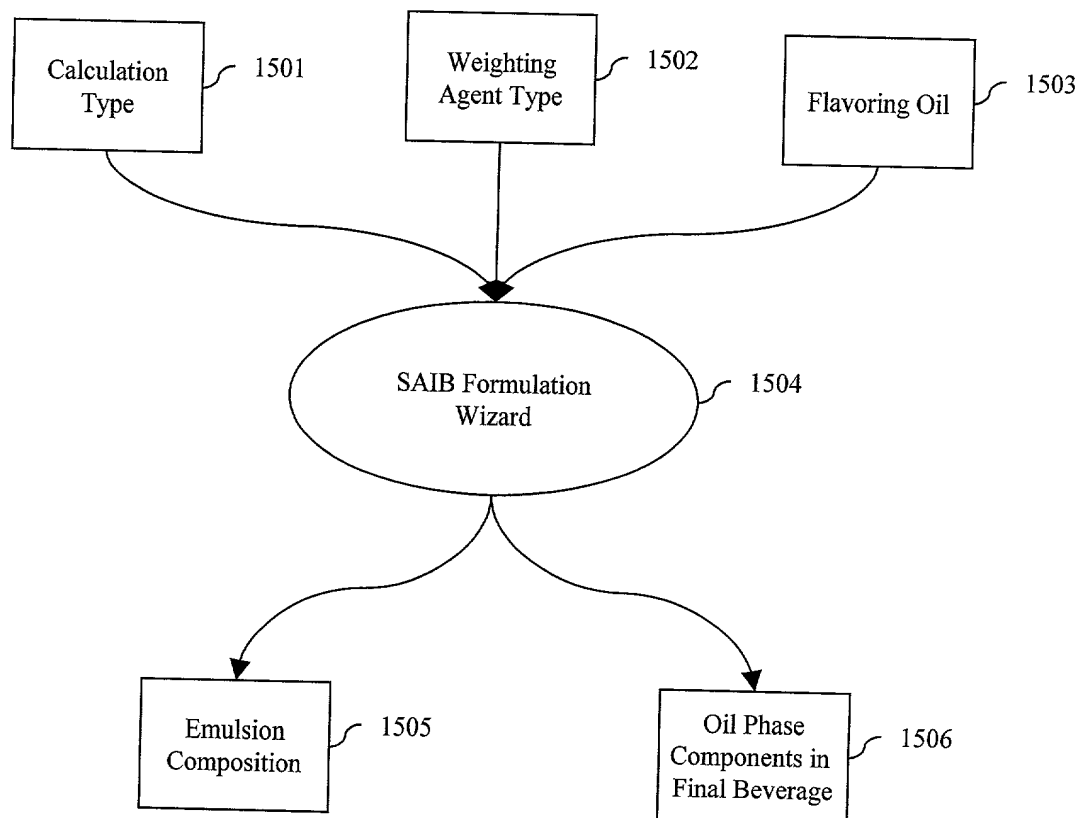 Calculation
Type
1501
Weighting
Agent Type
1502
Flavoring Oil
1503
SAIB Formulation
Wizard
1504
Emulsion
Composition
1505
Oil Phase
Components in
Final Beverage
1506